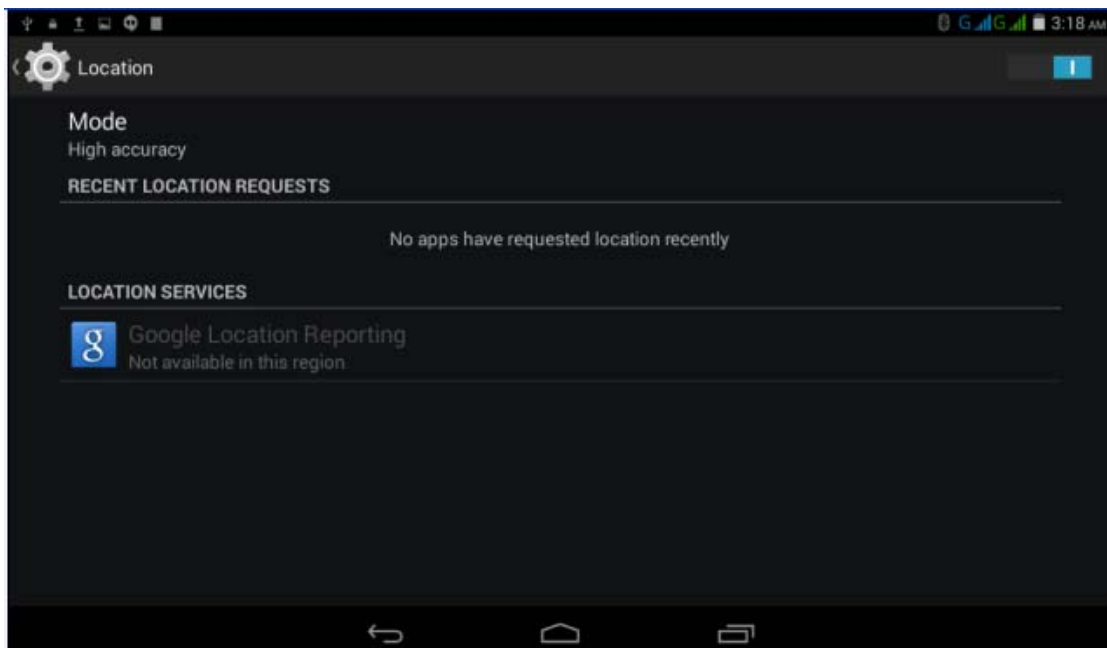 G G 3:18 AM
Location
Mode
High accuracy
RECENT LOCATION REQUESTS
No apps have requested location recently
LOCATION SERVICES
g Google Location Reporting
Not available in this region